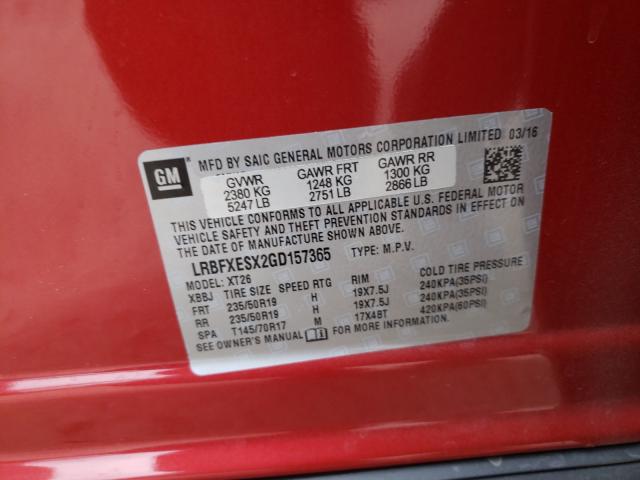 GM
MFD BY SAIC GENERAL MOTORS CORPORATION LIMITED 03/16
GVWR GAWR FRT GAWR RR
2380 KG 1248 KG 1300 KG
5247 LB 2751 LB 2866 LB
THIS VEHICLE CONFORMS TO ALL APPLICABLE U.S. FEDERAL MOTOR
VEHICLE SAFETY AND THEFT PREVENTION STANDARDS IN EFFECT ON THE
DATE OF MANUFACTURE SHOWN ABOVE.
LRBFXESX2GD157365 TYPE: M.P.V.
MODEL: XT26
XBBJ TIRE SIZE SPEED RTG RIM COLD TIRE PRESSURE
FRT 235/50R19 H 19X7.5J 240KPA(35PSI)
RR 235/50R19 H 19X7.5J 240KPA(35PSI)
SPA T145/70R17 M 17X4BT 420KPA(60PSI)
SEE OWNER'S MANUAL FOR MORE INFORMATION.